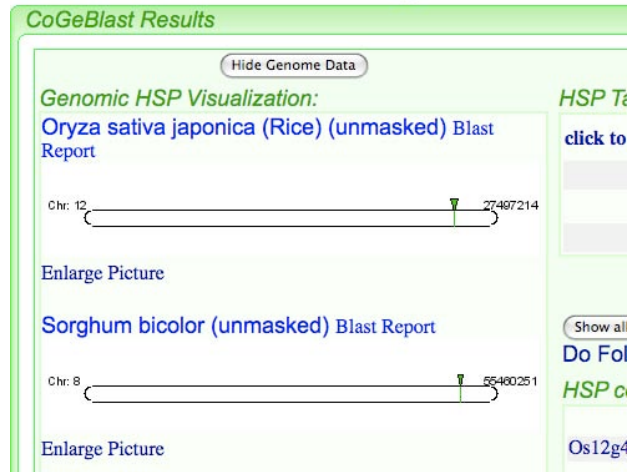 CoGeBlast Results
Hide Genome Data
Genomic HSP Visualization:
Oryza sativa japonica (Rice) (unmasked) Blast
Report
Chr: 12
27497214
Enlarge Picture
Sorghum bicolor (unmasked) Blast Report
Chr: 8
55460251
Enlarge Picture
HSP Ta
click to
Show all
Do Fol
HSP co
Os12g4